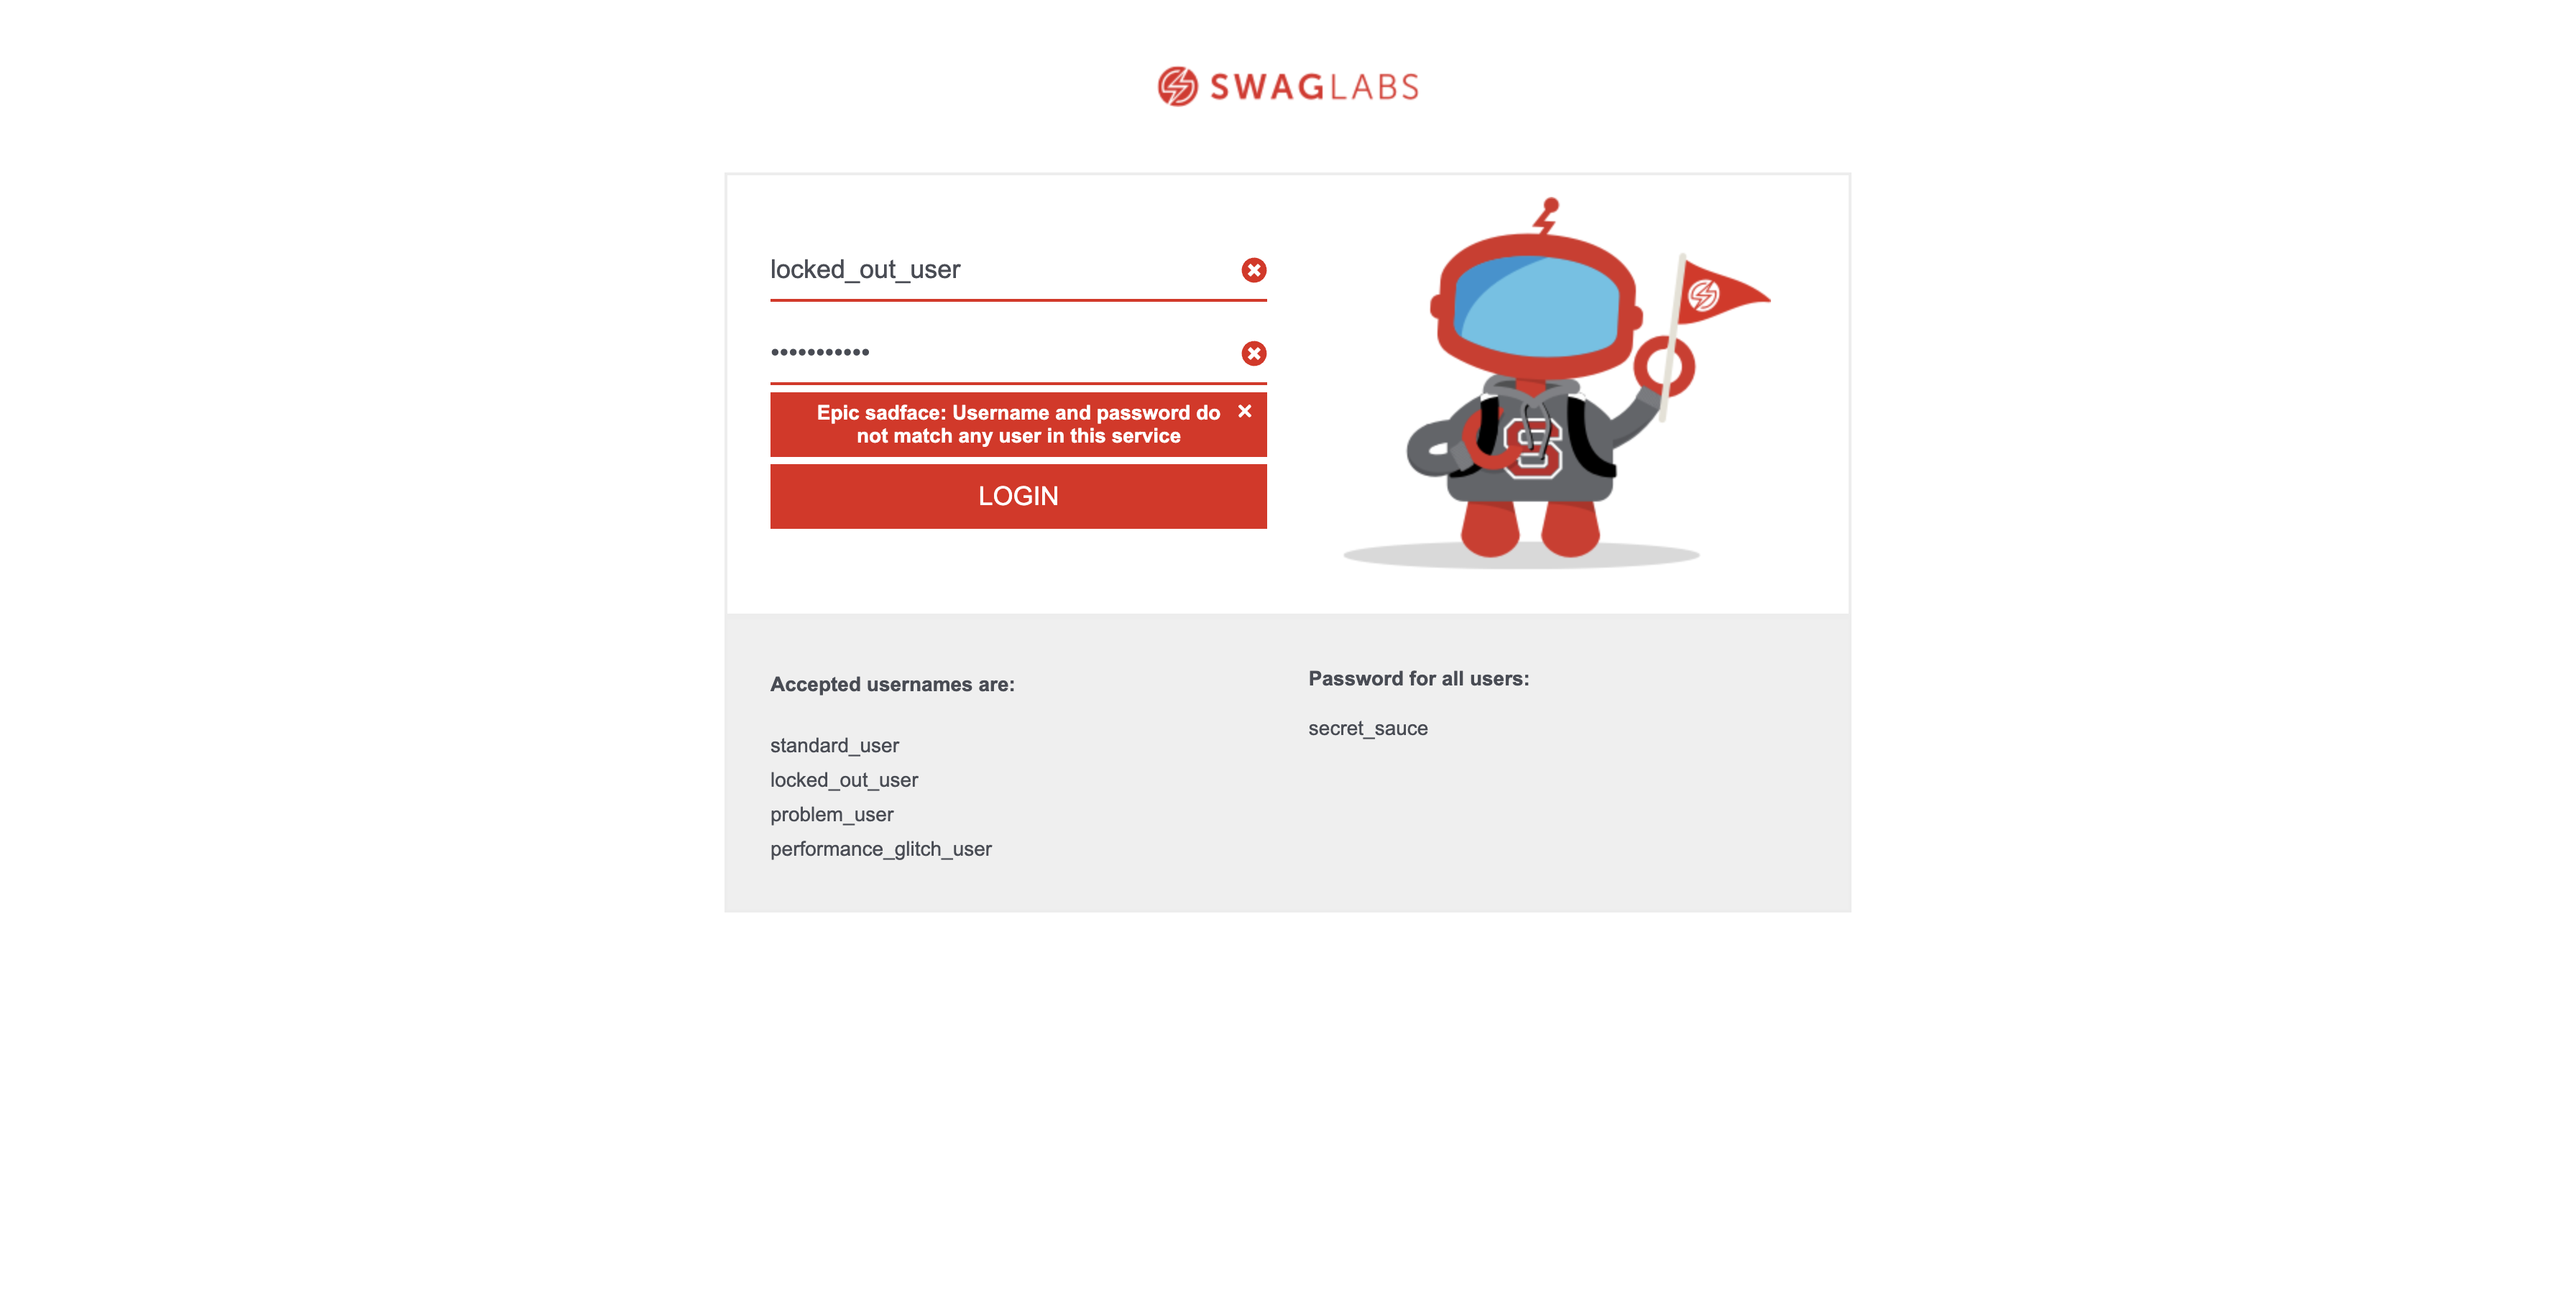 SWAGLABS
locked_out_user
•••••••••••
Epic sadface: Username and password do
not match any user in this service
LOGIN
S
Accepted usernames are:
standard_user
locked_out_user
problem_user
performance_glitch_user
Password for all users:
secret_sauce